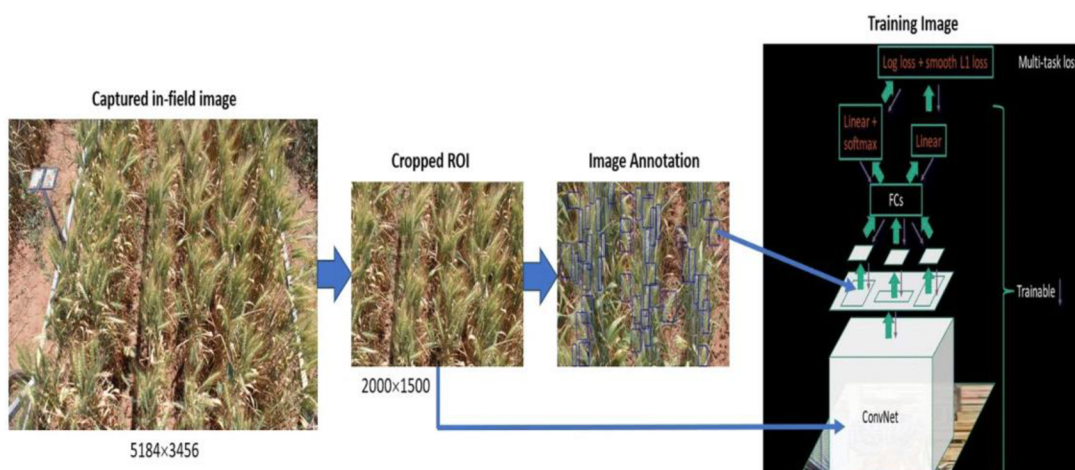 Training Image
Log loss + smooth L1 loss
Multi-task loss
Captured in-field image
Linear +
softmax
Linear
Cropped ROI
Image Annotation
FCs
Trainable
2000×1500
ConvNet
5184×3456